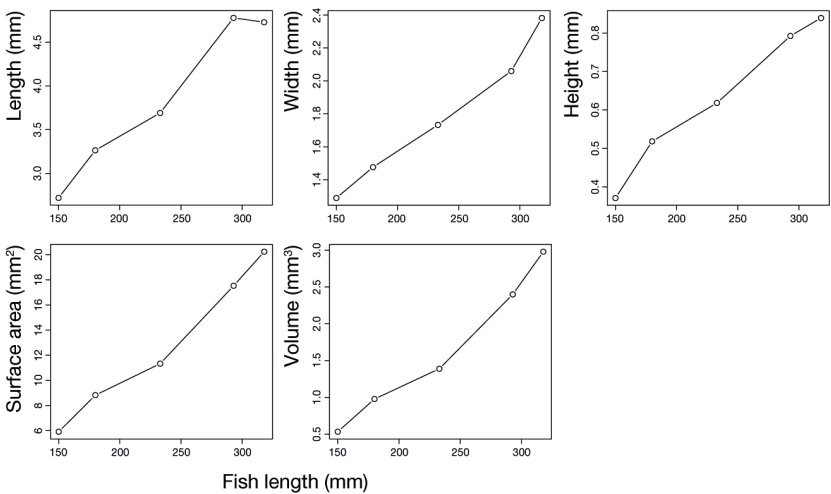 Length (mm)
3.0 3.5 4.0 4.5
150 200 250 300
Width (mm)
1.4 1.6 1.8 2.0 2.2 2.4
150 200 250 300
Height (mm)
0.4 0.5 0.6 0.7 0.8
150 200 250 300
Surface area (mm²)
6 8 10 12 14 16 18 20
150 200 250 300
Volume (mm³)
0.5 1.0 1.5 2.0 2.5 3.0
150 200 250 300
Fish length (mm)